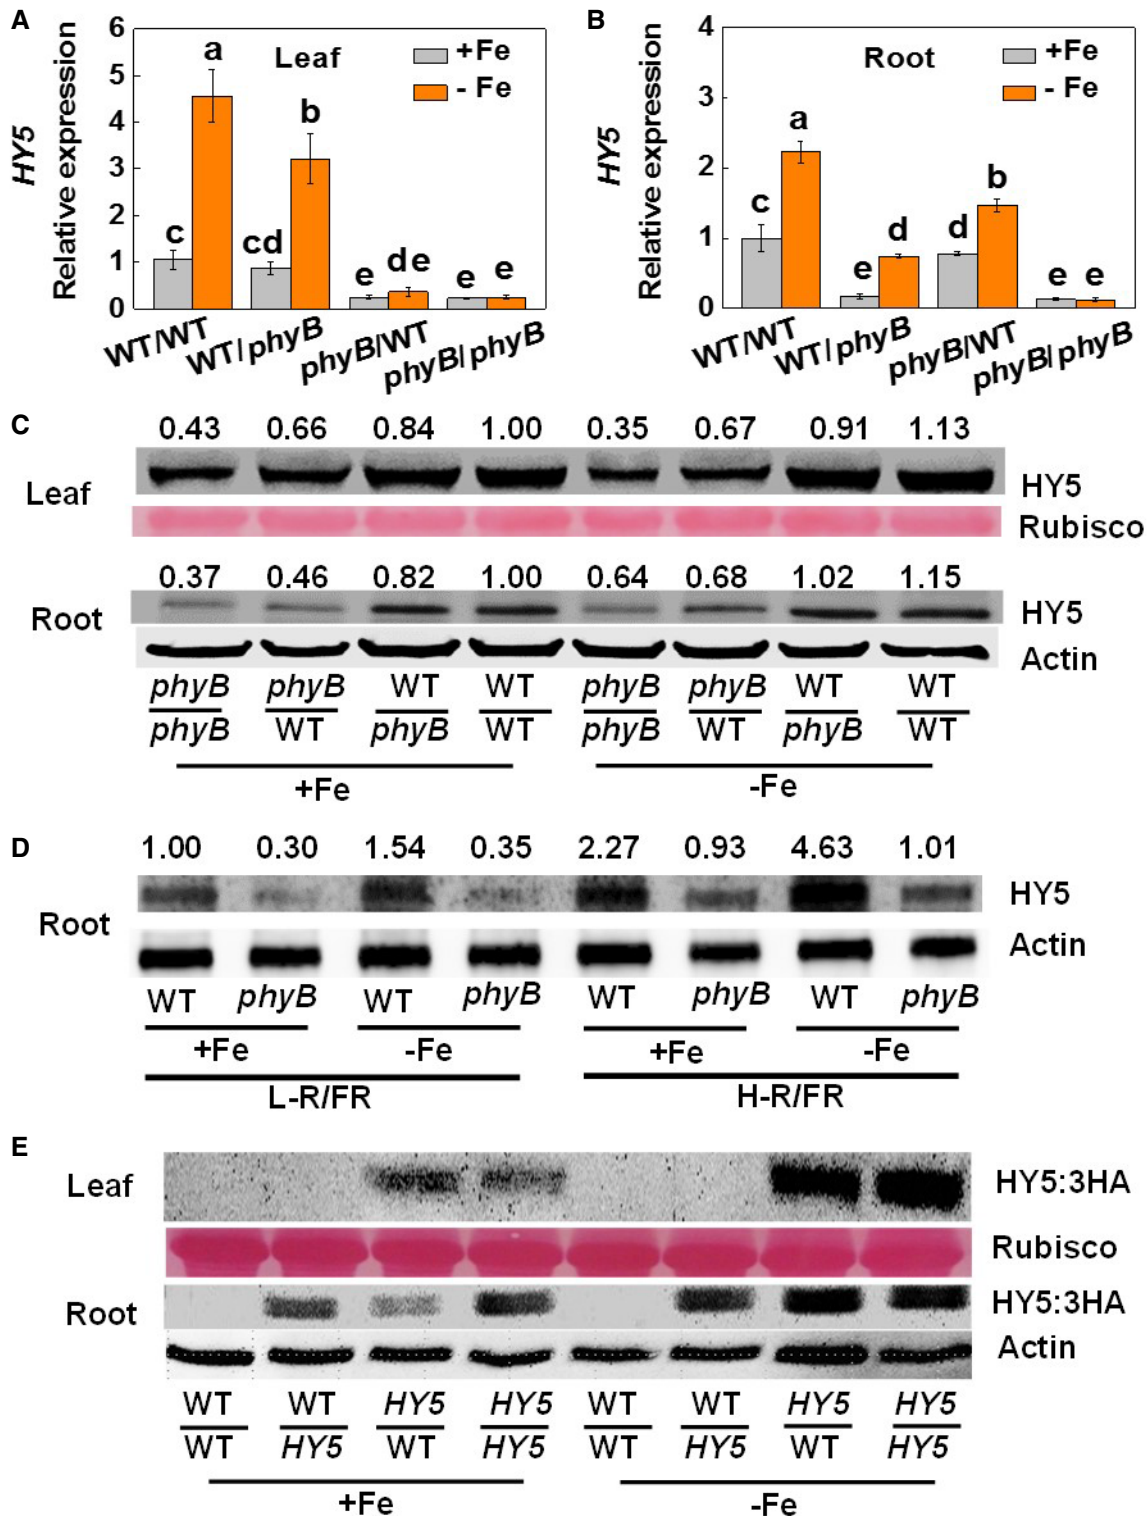 A
HY5
Relative expression
6
5
4
3
2
1
0
Leaf
+Fe
- Fe
c
a
cd
b
e
de
e
e
WT/WT
WT/phyB
phyB/WT
phyB/phyB
B
HY5
Relative expression
4
3
2
1
0
Root
+Fe
- Fe
c
a
e
d
d
b
e
e
WT/WT
WT/phyB
phyB/WT
phyB/phyB
C
0.43 0.66 0.84 1.00 0.35 0.67 0.91 1.13
Leaf
HY5
Rubisco
0.37 0.46 0.82 1.00 0.64 0.68 1.02 1.15
Root
HY5
Actin
phyB phyB WT WT phyB phyB WT WT
phyB WT phyB WT phyB WT phyB WT
+Fe -Fe
D
1.00 0.30 1.54 0.35 2.27 0.93 4.63 1.01
Root
HY5
Actin
WT phyB WT phyB WT phyB WT phyB
+Fe -Fe +Fe -Fe
L-R/FR H-R/FR
E
Leaf
HY5:3HA
Rubisco
Root
HY5:3HA
Actin
WT WT HY5 HY5 WT WT HY5 HY5
WT HY5 WT HY5 WT HY5 WT HY5
+Fe -Fe